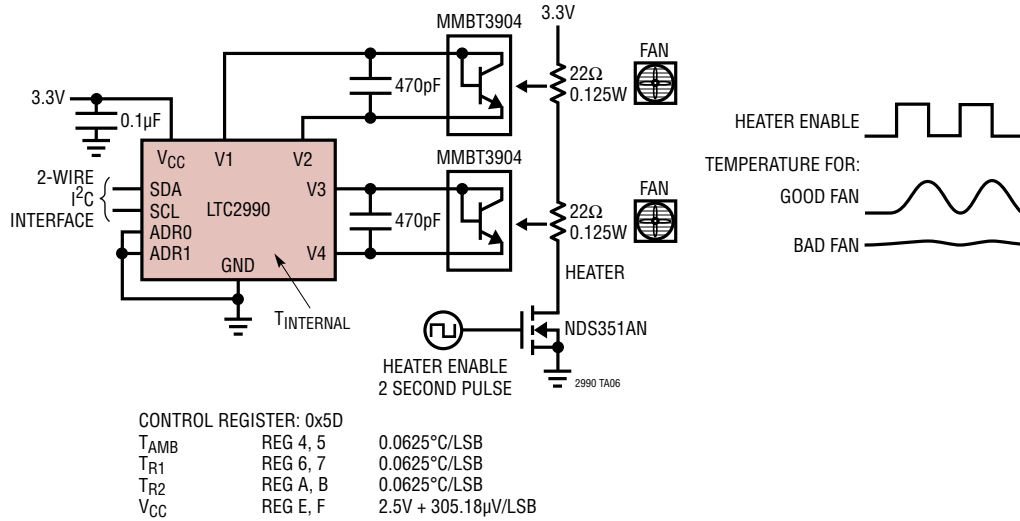 MMBT3904
3.3V
FAN
470pF
22Ω
0.125W
3.3V
0.1µF
VCC
V1
V2
MMBT3904
2-WIRE
I2C
INTERFACE
SDA
SCL
ADR0
ADR1
LTC2990
V3
V4
GND
470pF
22Ω
0.125W
FAN
HEATER
TINTERNAL
NDS351AN
HEATER ENABLE
2 SECOND PULSE
2990 TA06
HEATER ENABLE
TEMPERATURE FOR:
GOOD FAN
BAD FAN
CONTROL REGISTER: 0x5D
TAMB REG 4, 5 0.0625°C/LSB
TR1 REG 6, 7 0.0625°C/LSB
TR2 REG A, B 0.0625°C/LSB
VCC REG E, F 2.5V + 305.18µV/LSB